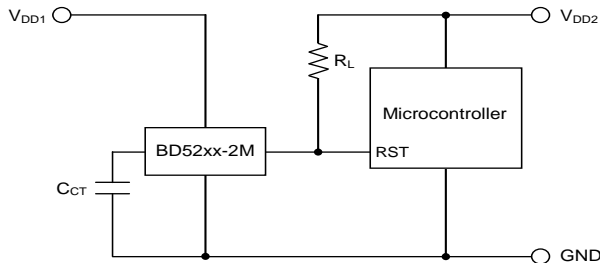 VDD1
VDD2
RL
Microcontroller
BD52xx-2M
RST
CCT
GND